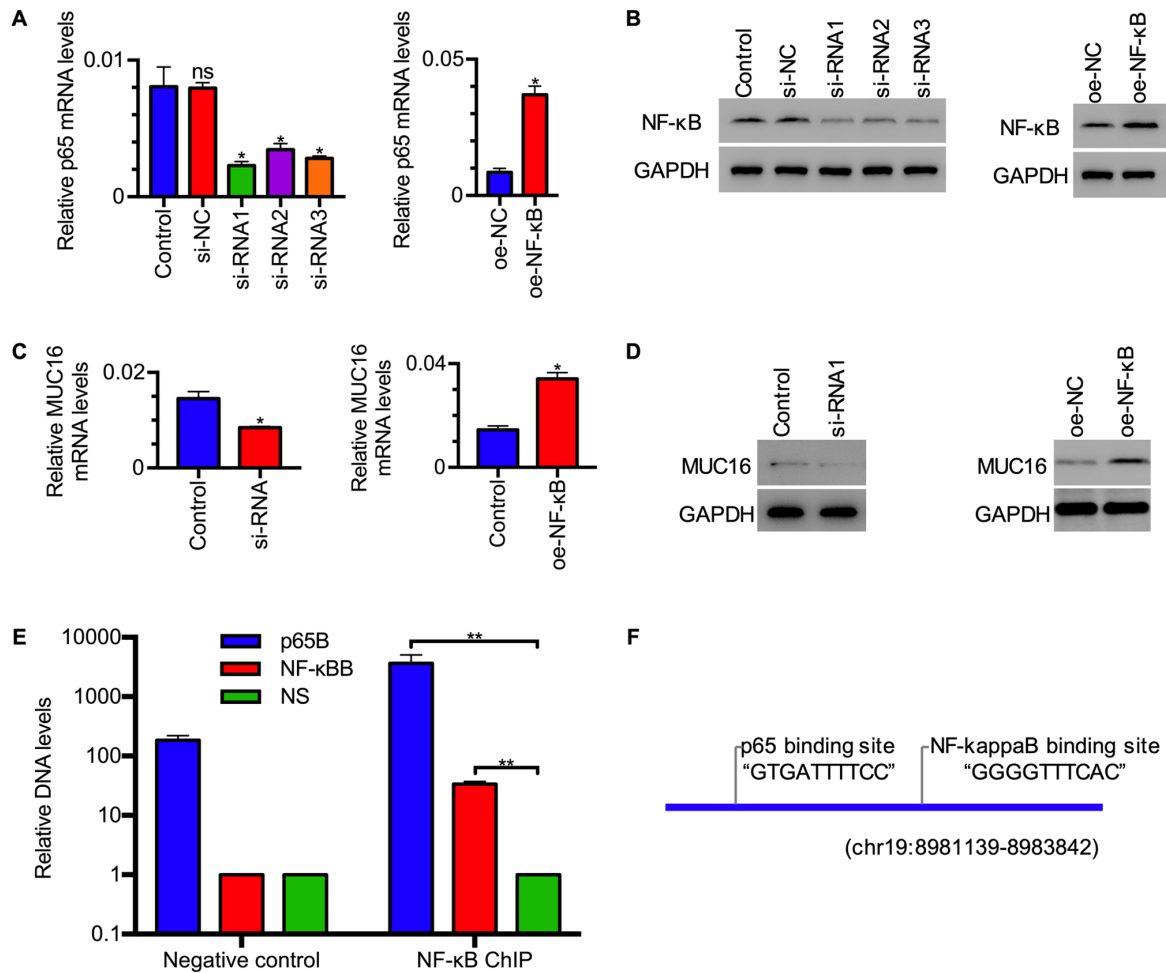 A
Relative p65 mRNA levels
0.01
0
ns
*
*
*
Control
si-NC
si-RNA1
si-RNA2
si-RNA3
Relative p65 mRNA levels
0.05
0
*
oe-NC
oe-NF-κB
B
Control
si-NC
si-RNA1
si-RNA2
si-RNA3
NF-κB
GAPDH
oe-NC
oe-NF-κB
NF-κB
GAPDH
C
Relative MUC16
mRNA levels
0.02
0
*
Control
si-RNA
Relative MUC16
mRNA levels
0.04
0
*
Control
oe-NF-κB
D
Control
si-RNA1
MUC16
GAPDH
oe-NC
oe-NF-κB
MUC16
GAPDH
E
Relative DNA levels
10000
1000
100
10
1
0.1
p65B
NF-κBB
NS
**
**
Negative control
NF-κB ChIP
F
p65 binding site
“GTGATTTTCC”
NF-kappaB binding site
“GGGGTTTCAC”
(chr19:8981139-8983842)